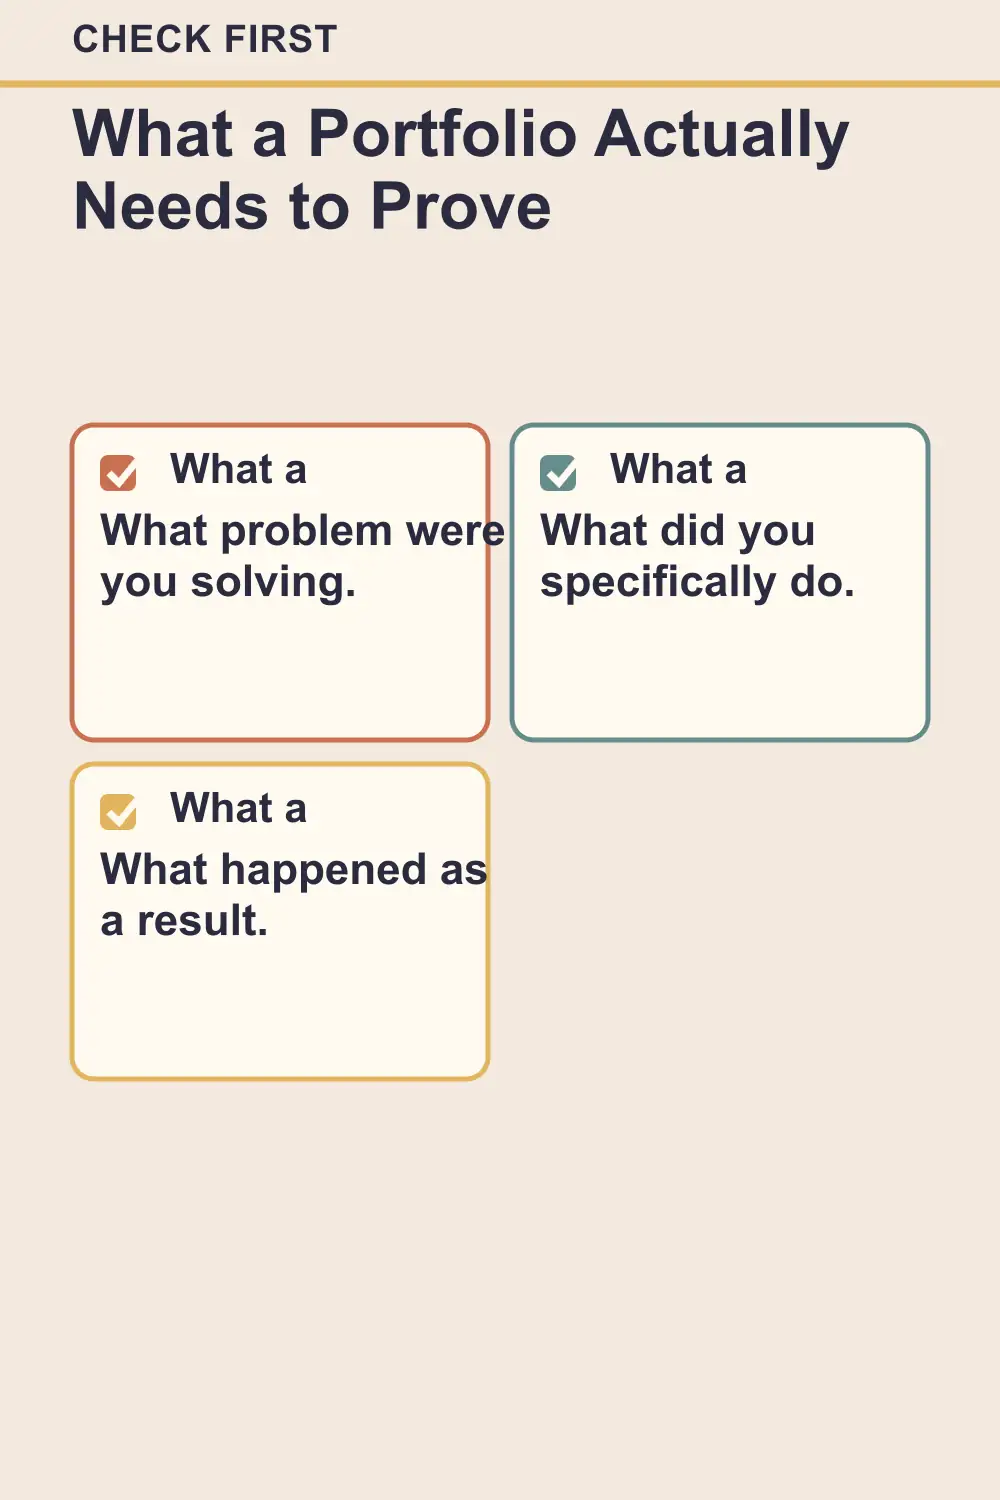 CHECK FIRST
What a Portfolio Actually
Needs to Prove
What a
What problem were
you solving.
What a
What did you
specifically do.
What a
What happened as
a result.